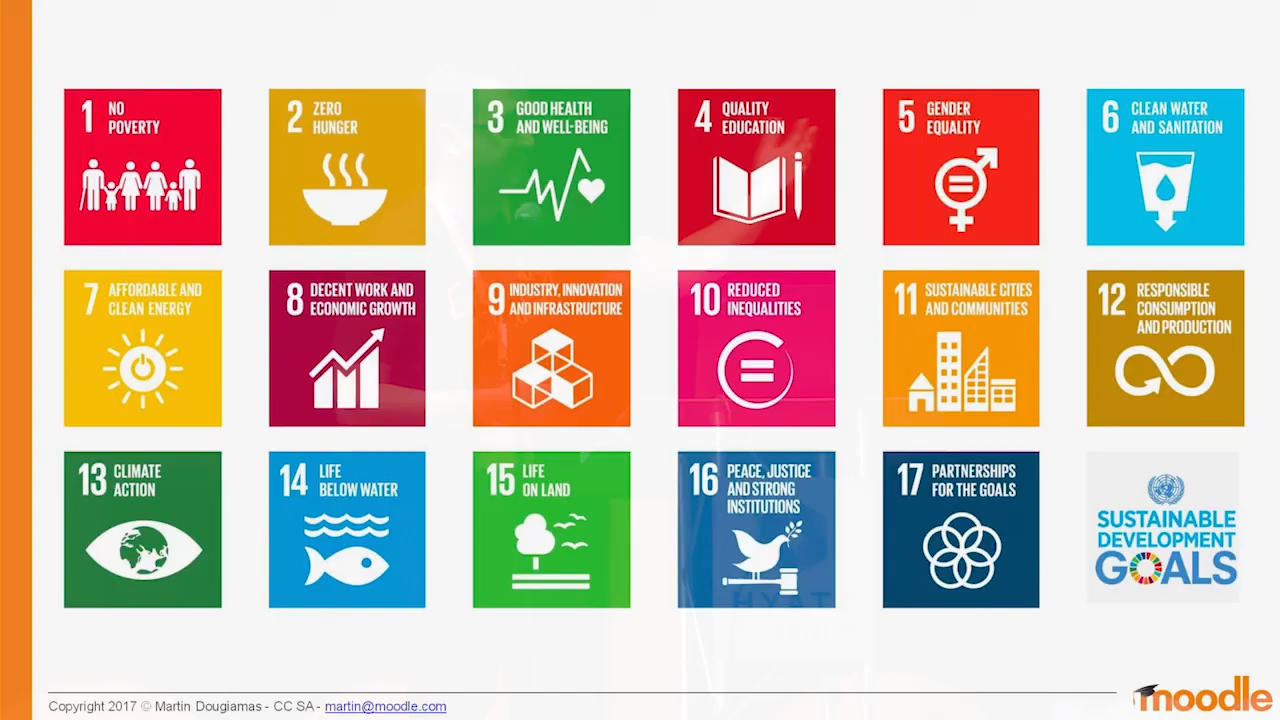 1 NO
POVERTY
2 ZERO
HUNGER
3 GOOD HEALTH
AND WELL-BEING
4 QUALITY
EDUCATION
5 GENDER
EQUALITY
6 CLEAN WATER
AND SANITATION
7 AFFORDABLE AND
CLEAN ENERGY
8 DECENT WORK AND
ECONOMIC GROWTH
9 INDUSTRY, INNOVATION
AND INFRASTRUCTURE
10 REDUCED
INEQUALITIES
11 SUSTAINABLE CITIES
AND COMMUNITIES
12 RESPONSIBLE
CONSUMPTION
AND PRODUCTION
13 CLIMATE
ACTION
14 LIFE
BELOW WATER
15 LIFE
ON LAND
16 PEACE, JUSTICE
AND STRONG
INSTITUTIONS
17 PARTNERSHIPS
FOR THE GOALS
SUSTAINABLE
DEVELOPMENT
GOALS
Copyright 2017 © Martin Dougiamas - CC SA - martin@moodle.com
moodle